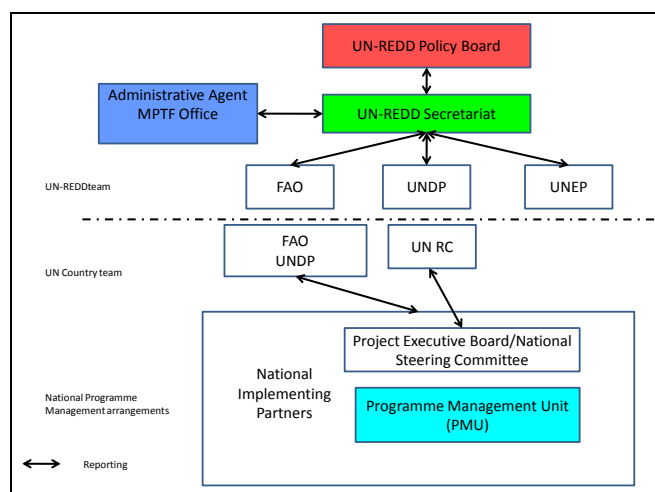 UN-REDD Policy Board
Administrative Agent
MPTF Office
UN-REDD Secretariat
UN-REDDteam
FAO
UNDP
UNEP
UN Country team
FAO
UNDP
UN RC
Project Executive Board/National
Steering Committee
National
Implementing
Partners
National Programme
Management arrangements
Programme Management Unit
(PMU)
Reporting